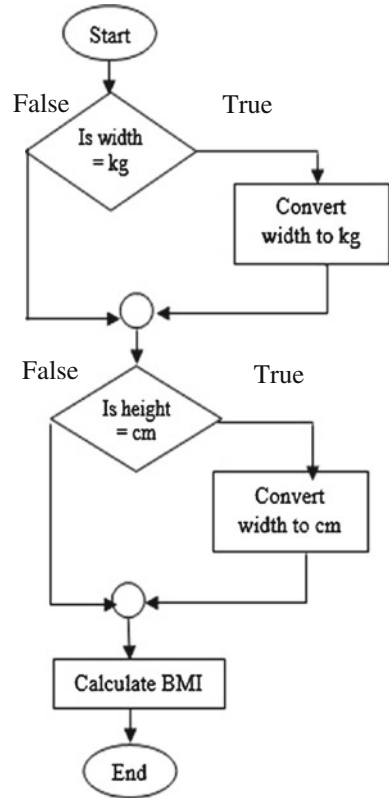 Start
False
True
Is width
= kg
Convert
width to kg
False
True
Is height
= cm
Convert
width to cm
Calculate BMI
End